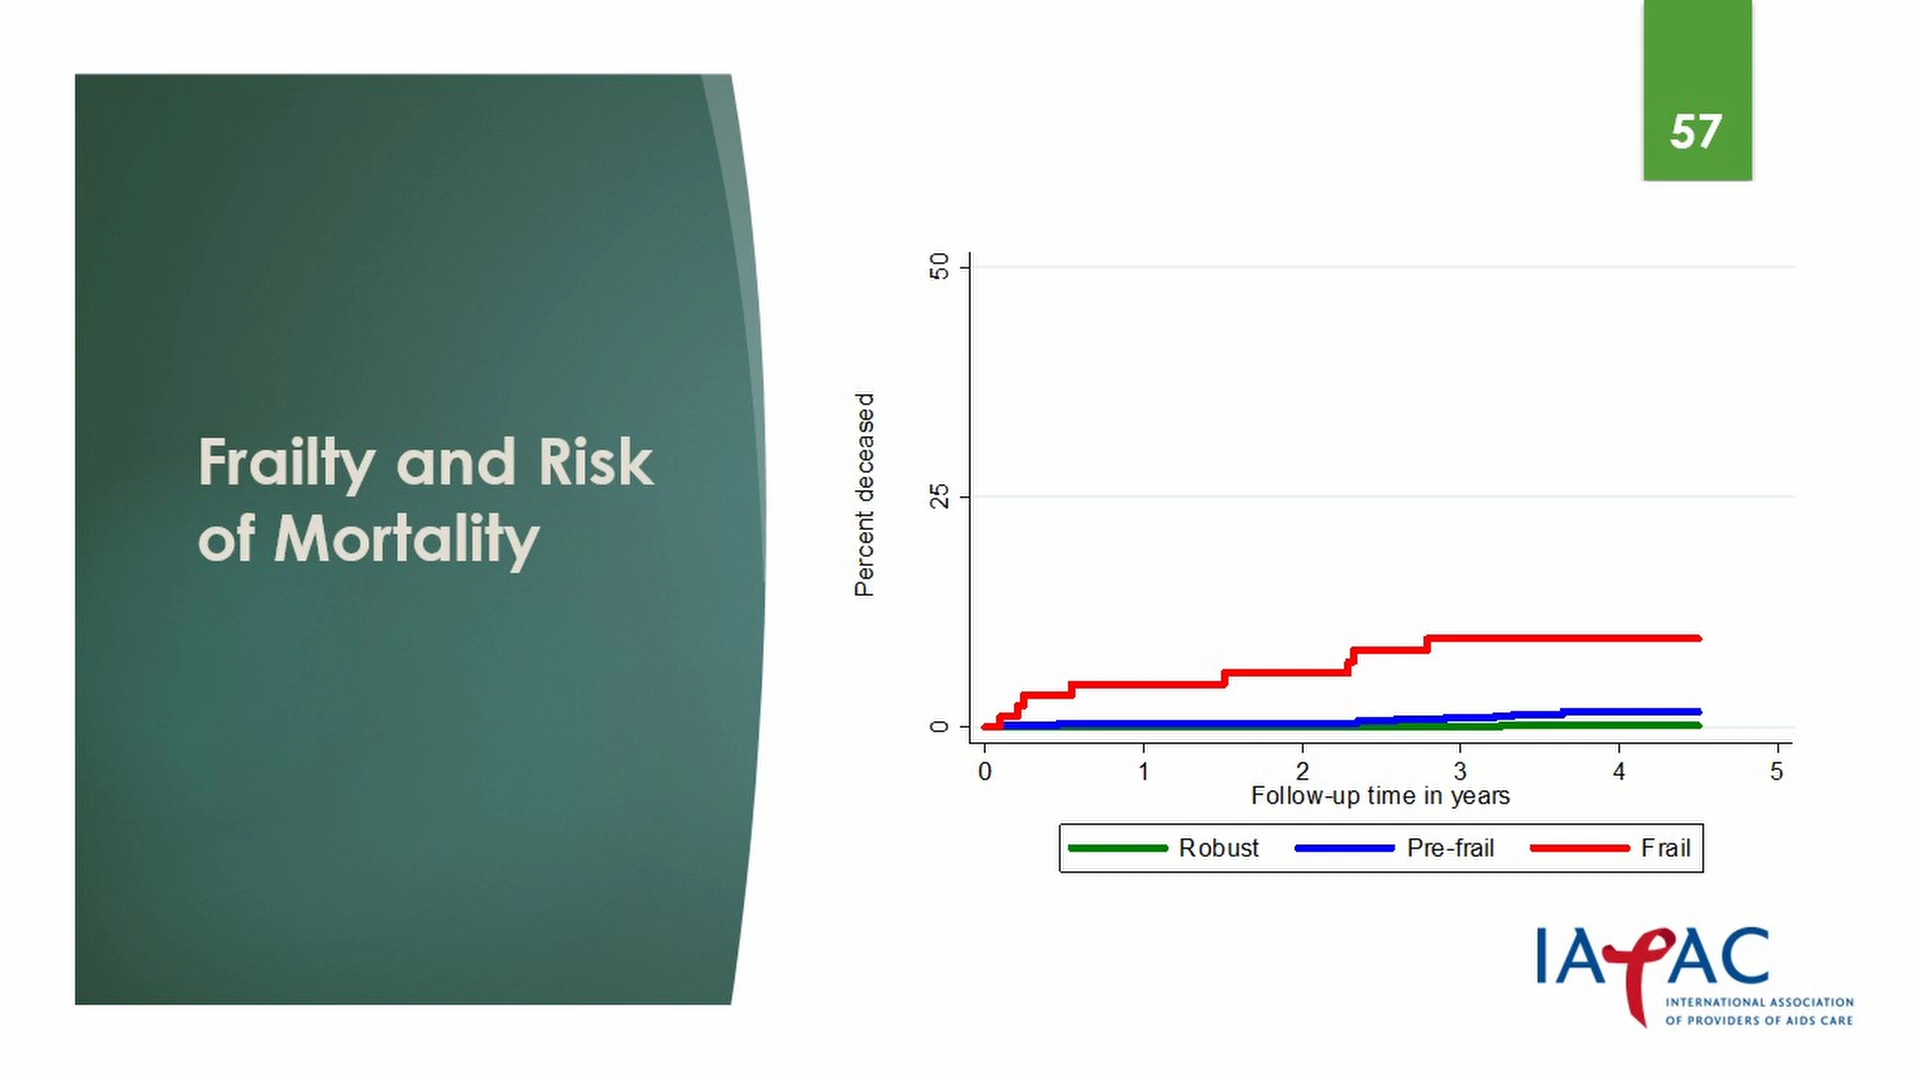 57
Frailty and Risk
of Mortality
Percent deceased
50
25
0
0 1 2 3 4 5
Follow-up time in years
Robust Pre-frail Frail
IAPAC
INTERNATIONAL ASSOCIATION
OF PROVIDERS OF AIDS CARE